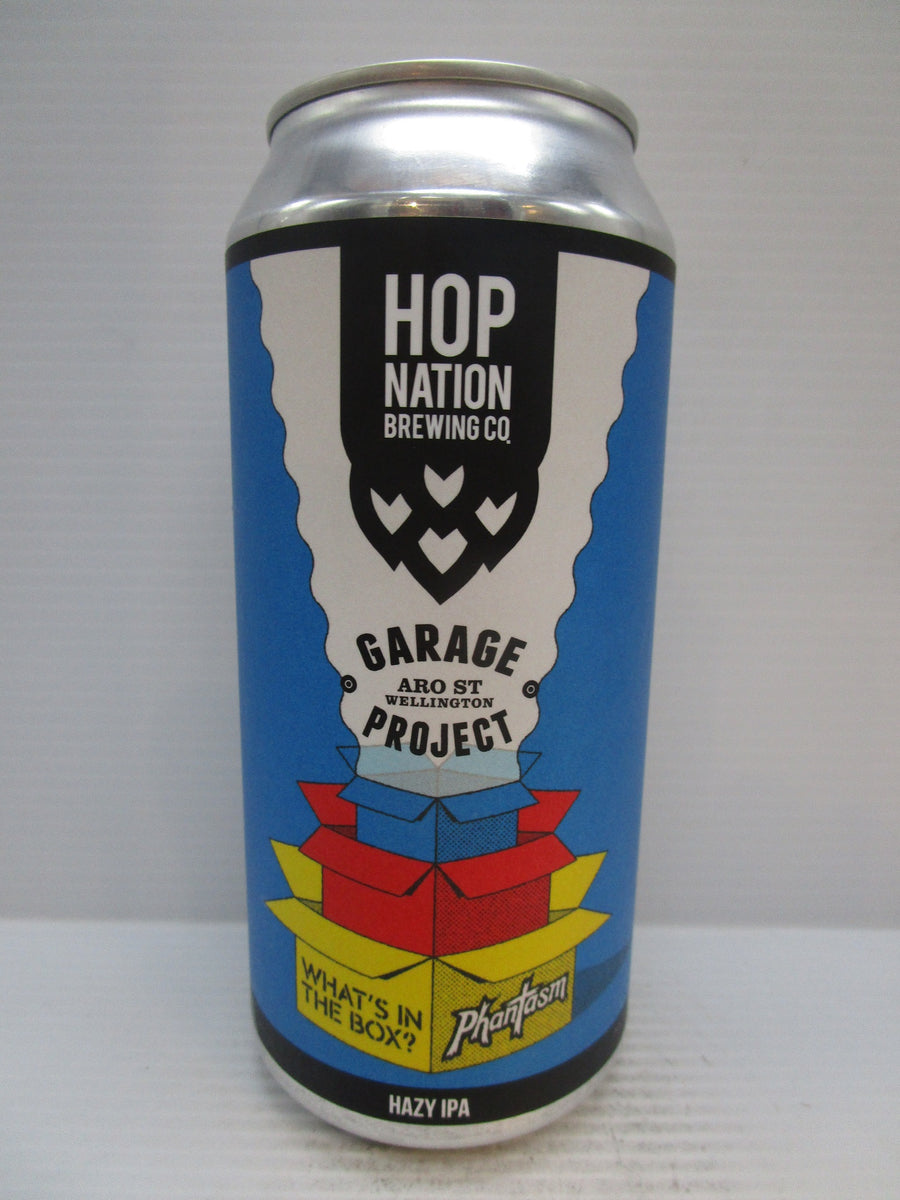 HOP
NATION
BREWING CO.
GARAGE
ARO ST
WELLINGTON
PROJECT
WHAT'S IN
THE BOX?
Phantasm
HAZY IPA